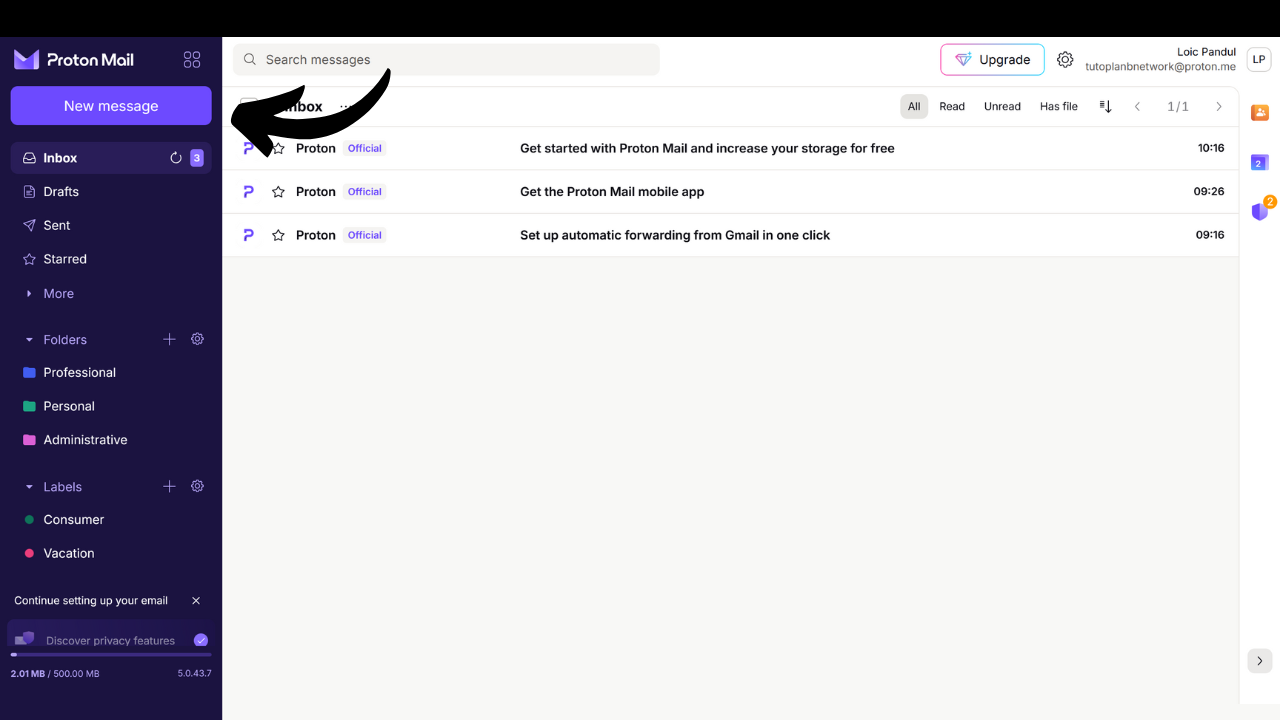 Proton Mail
Search messages
Upgrade
Loic Pandul
tutoplanbnetwork@proton.me
LP
New message
Inbox
All Read Unread Has file 1/1
Inbox 3
Drafts
Sent
Starred
More
Folders
Professional
Personal
Administrative
Labels
Consumer
Vacation
Continue setting up your email
Discover privacy features
2.01 MB / 500.00 MB 5.0.43.7
Proton Official Get started with Proton Mail and increase your storage for free 10:16
Proton Official Get the Proton Mail mobile app 09:26
Proton Official Set up automatic forwarding from Gmail in one click 09:16
2
2